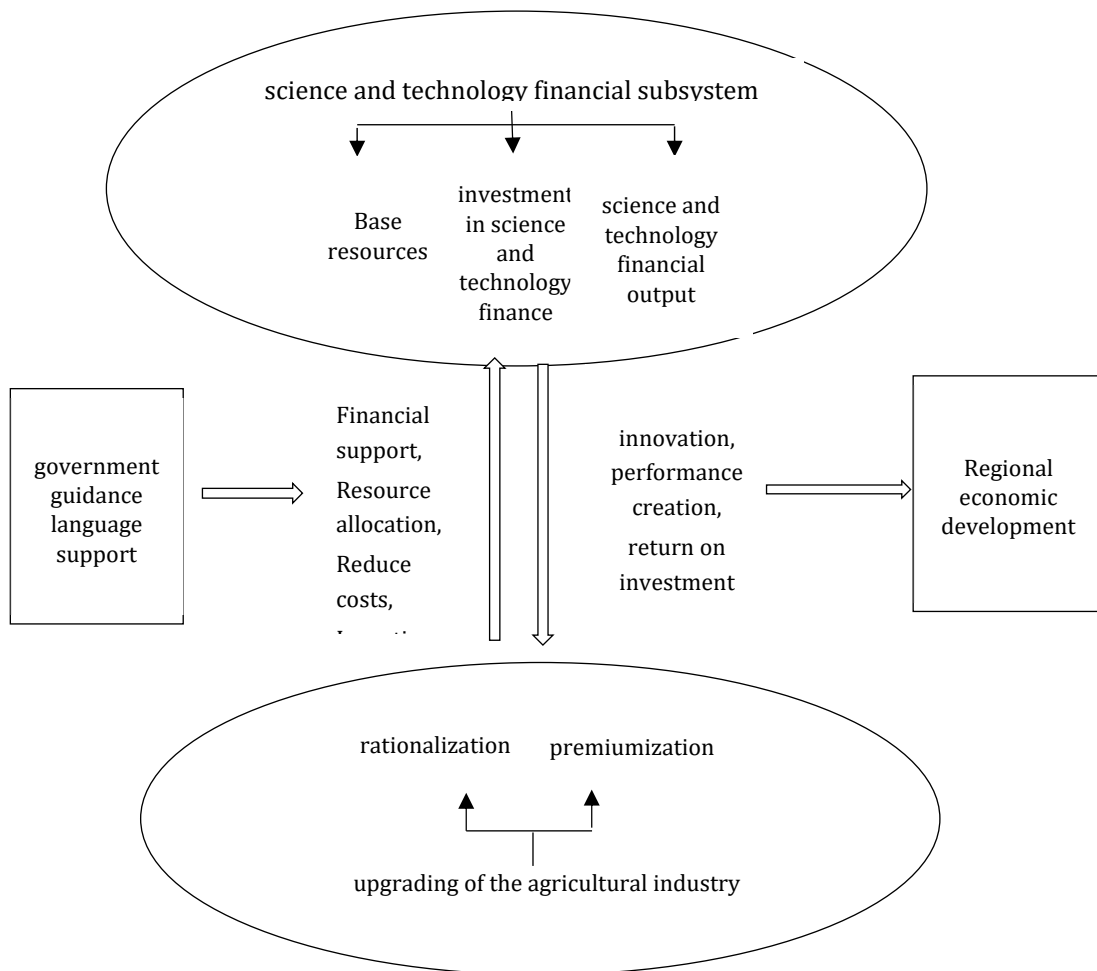 science and technology financial subsystem
Base
resources
investment
in science
and
technology
finance
science and
technology
financial
output
government
guidance
language
support
Financial
support,
Resource
allocation,
Reduce
costs,
innovation,
performance
creation,
return on
investment
Regional
economic
development
rationalization
premiumization
upgrading of the agricultural industry